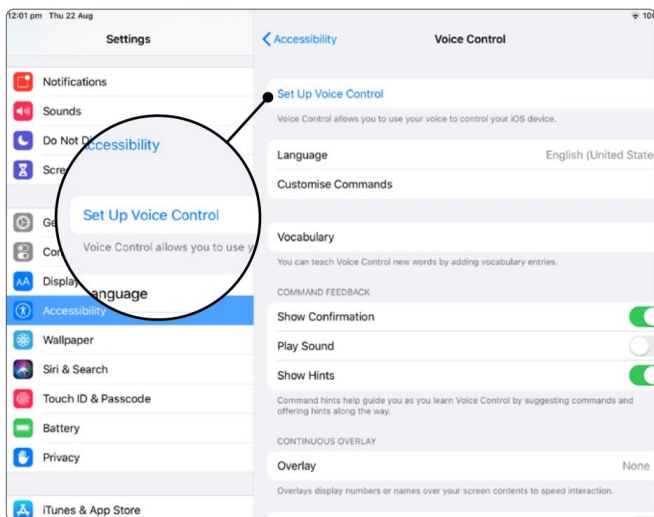 12:01 pm Thu 22 Aug
Settings
Notifications
Sounds
Do Not
Scre
Ge
Cor
Display
Accessibility
Wallpaper
Siri & Search
Touch ID & Passcode
Battery
Privacy
iTunes & App Store
ccessibility
Set Up Voice Control
Voice Control allows you to use y
anguage
Accessibility
Voice Control
Set Up Voice Control
Voice Control allows you to use your voice to control your iOS device.
Language English (United State
Customise Commands
Vocabulary
You can teach Voice Control new words by adding vocabulary entries.
COMMAND FEEDBACK
Show Confirmation
Play Sound
Show Hints
Command hints help guide you as you learn Voice Control by suggesting commands and
offering hints along the way.
CONTINUOUS OVERLAY
Overlay None
Overlays display numbers or names over your screen contents to speed interaction.